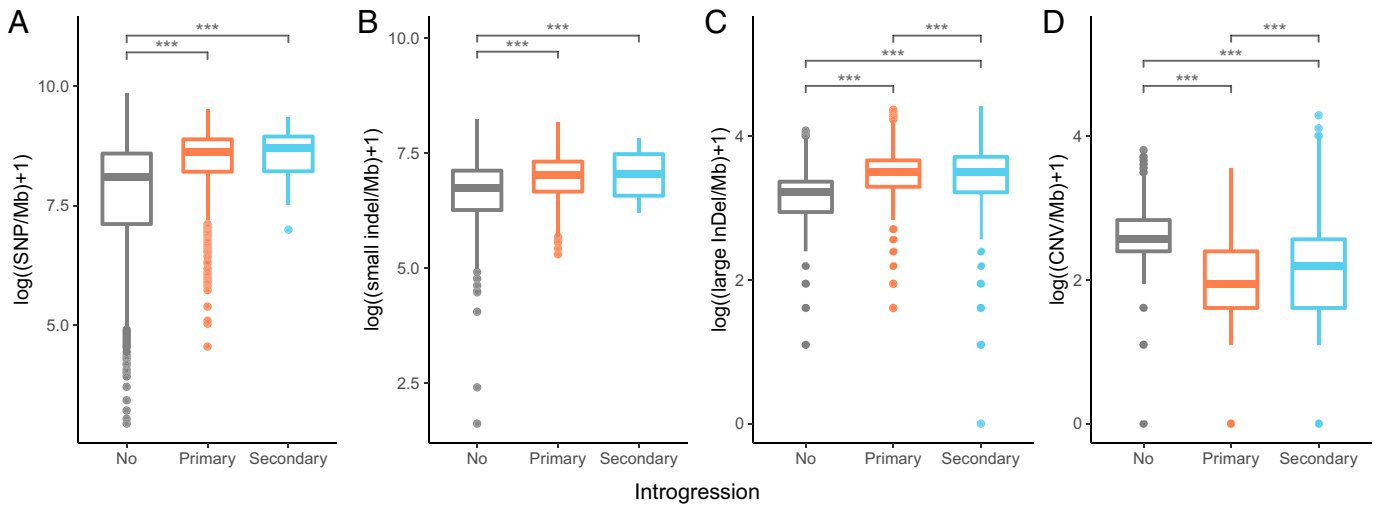 A
log((SNP/Mb)+1)
10.0
7.5
5.0
***
***
No Primary Secondary
B
log((small indel/Mb)+1)
10.0
7.5
5.0
2.5
***
***
No Primary Secondary
C
log((large InDel/Mb)+1)
4
2
0
***
***
***
No Primary Secondary
D
log((CNV/Mb)+1)
4
2
0
***
***
***
No Primary Secondary
Introgression